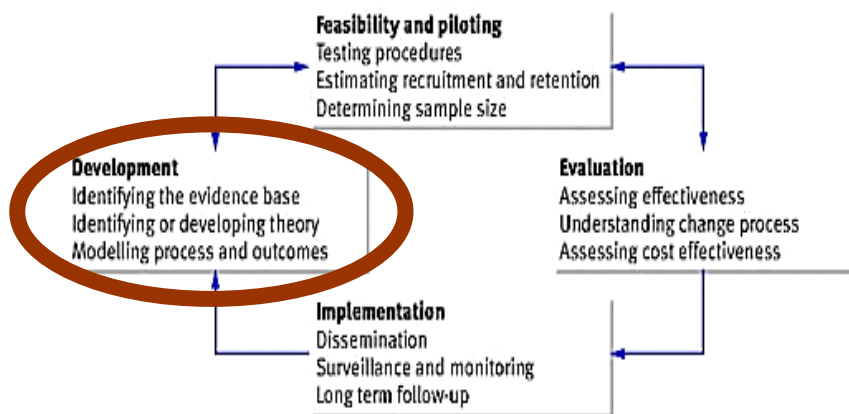 Feasibility and piloting
Testing procedures
Estimating recruitment and retention
Determining sample size
Development
Identifying the evidence base
Identifying or developing theory
Modelling process and outcomes
Evaluation
Assessing effectiveness
Understanding change process
Assessing cost effectiveness
Implementation
Dissemination
Surveillance and monitoring
Long term follow-up